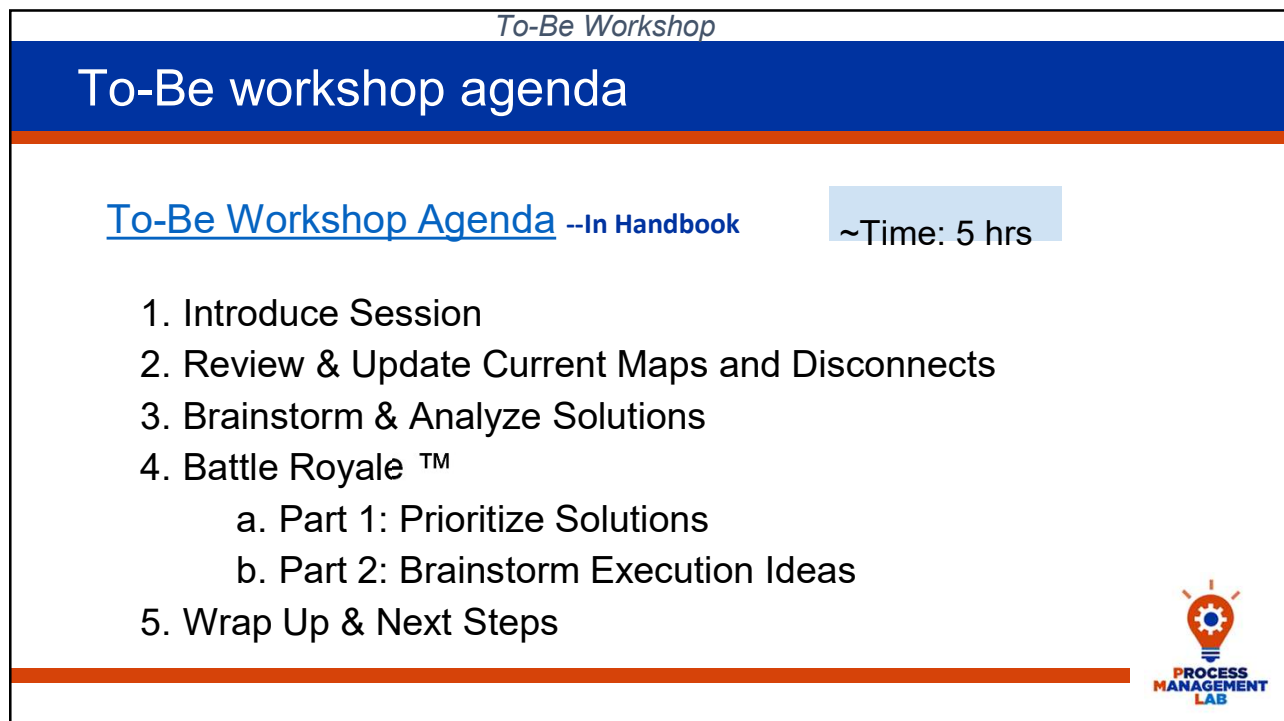 To-Be Workshop
To-Be workshop agenda
To-Be Workshop Agenda --In Handbook
~Time: 5 hrs
1. Introduce Session
2. Review & Update Current Maps and Disconnects
3. Brainstorm & Analyze Solutions
4. Battle Royale ™
a. Part 1: Prioritize Solutions
b. Part 2: Brainstorm Execution Ideas
5. Wrap Up & Next Steps
PROCESS
MANAGEMENT
LAB